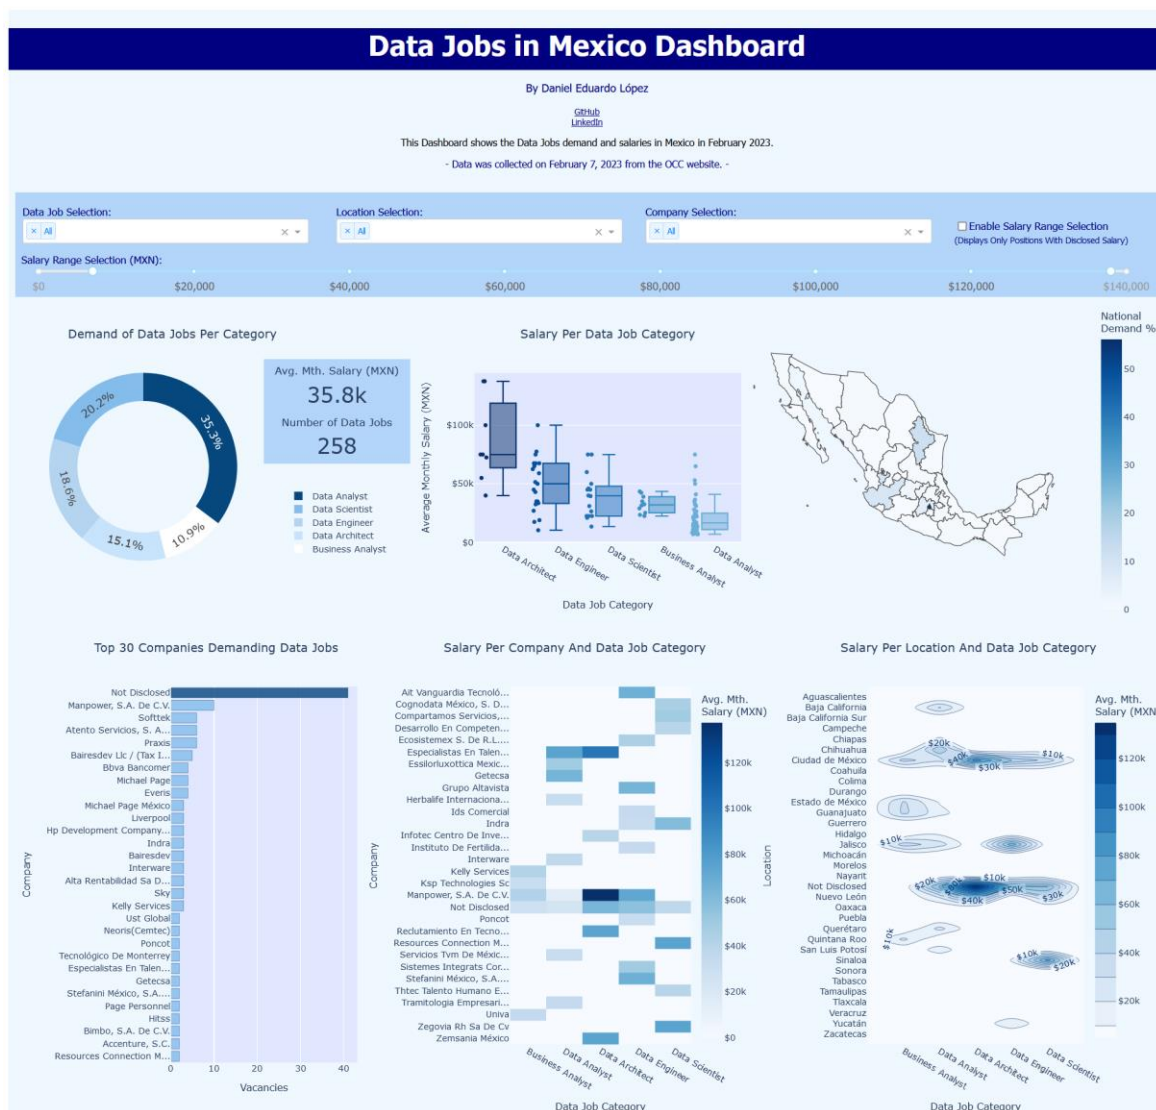 Data Jobs in Mexico Dashboard
By Daniel Eduardo López
GitHub
LinkedIn
This Dashboard shows the Data Jobs demand and salaries in Mexico in February 2023.
- Data was collected on February 7, 2023 from the OCC website. -
Data Job Selection:
× All
Location Selection:
× All
Company Selection:
× All
Enable Salary Range Selection
(Displays Only Positions With Disclosed Salary)
Salary Range Selection (MXN):
$0 $20,000 $40,000 $60,000 $80,000 $100,000 $120,000 $140,000
Demand of Data Jobs Per Category
35.3%
20.2%
18.6%
15.1%
10.9%
Avg. Mth. Salary (MXN)
35.8k
Number of Data Jobs
258
Data Analyst
Data Scientist
Data Engineer
Data Architect
Business Analyst
Salary Per Data Job Category
Average Monthly Salary (MXN)
$100k
$50k
$0
Data Architect
Data Engineer
Data Scientist
Business Analyst
Data Analyst
Data Job Category
National
Demand %
50
40
30
20
10
0
Top 30 Companies Demanding Data Jobs
Company
Not Disclosed
Manpower, S.A. De C.V.
Softtek
Atento Servicios, S. A...
Praxis
Bairesdev Llc / (Tax I...
Bbva Bancomer
Michael Page
Everis
Michael Page México
Liverpool
Hp Development Company...
Indra
Bairesdev
Interware
Alta Rentabilidad Sa D...
Sky
Kelly Services
Ust Global
Neoris(Cemtec)
Poncot
Tecnológico De Monterrey
Especialistas En Talen...
Getecsa
Stefanini México, S.A....
Page Personnel
Hitss
Bimbo, S.A. De C.V.
Accenture, S.C.
Resources Connection M...
0 10 20 30 40
Vacancies
Salary Per Company And Data Job Category
Company
Ait Vanguardia Tecnoló...
Cognodata México, S. D...
Compartamos Servicios,...
Desarrollo En Competen...
Ecosistemex S. De R.L....
Especialistas En Talen...
Essilorluxottica Mexic...
Getecsa
Grupo Altavista
Herbalife Internaciona...
Ids Comercial
Indra
Infotec Centro De Inve...
Instituto De Fertilida...
Interware
Kelly Services
Ksp Technologies Sc
Manpower, S.A. De C.V.
Not Disclosed
Poncot
Reclutamiento En Tecno...
Resources Connection M...
Servicios Tvm De Méxic...
Sistemes Integrats Cor...
Stefanini México, S.A....
Thtec Talento Humano E...
Tramitologia Empresari...
Univa
Zegovia Rh Sa De Cv
Zemsania México
Business Analyst
Data Analyst
Data Architect
Data Engineer
Data Scientist
Data Job Category
Avg. Mth.
Salary (MXN)
$120k
$100k
$80k
$60k
$40k
$20k
$0
Salary Per Location And Data Job Category
Location
Aguascalientes
Baja California
Baja California Sur
Campeche
Chiapas
Chihuahua
Ciudad de México
Coahuila
Colima
Durango
Estado de México
Guanajuato
Guerrero
Hidalgo
Jalisco
Michoacán
Morelos
Nayarit
Not Disclosed
Nuevo León
Oaxaca
Puebla
Querétaro
Quintana Roo
San Luis Potosí
Sinaloa
Sonora
Tabasco
Tamaulipas
Tlaxcala
Veracruz
Yucatán
Zacatecas
$20k
$40k
$30k
$10k
$10k
$20k
$10k
$50k
$30k
$40k
$10k
$10k
$20k
Business Analyst
Data Analyst
Data Architect
Data Engineer
Data Scientist
Data Job Category
Avg. Mth.
Salary (MXN)
$120k
$100k
$80k
$60k
$40k
$20k